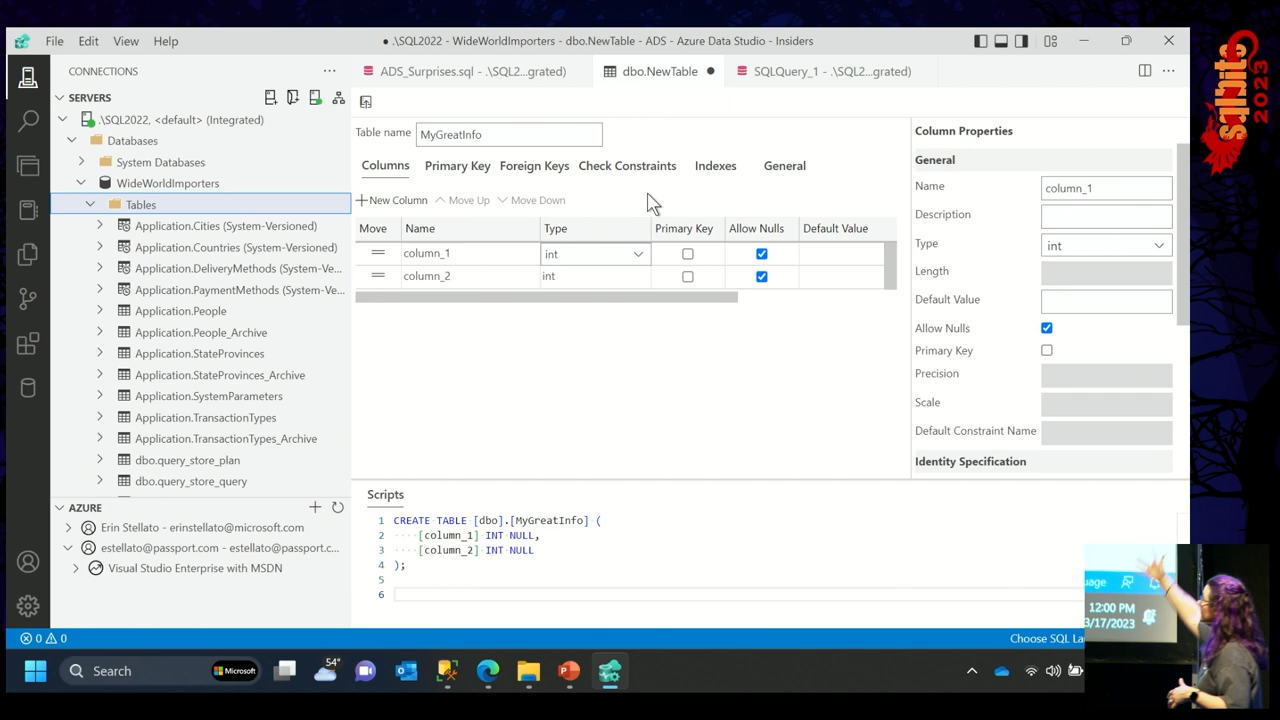 File Edit View Help
● .\SQL2022 - WideWorldImporters - dbo.NewTable - ADS - Azure Data Studio - Insiders
CONNECTIONS
SERVERS
.\SQL2022, <default> (Integrated)
Databases
System Databases
WideWorldImporters
Tables
Application.Cities (System-Versioned)
Application.Countries (System-Versioned)
Application.DeliveryMethods (System-Ve...
Application.PaymentMethods (System-Ve...
Application.People
Application.People_Archive
Application.StateProvinces
Application.StateProvinces_Archive
Application.SystemParameters
Application.TransactionTypes
Application.TransactionTypes_Archive
dbo.query_store_plan
dbo.query_store_query
AZURE
Erin Stellato - erinstellato@microsoft.com
estellato@passport.com - estellato@passport.c...
Visual Studio Enterprise with MSDN
ADS_Surprises.sql - .\SQL2...grated)
dbo.NewTable ●
SQLQuery_1 - .\SQL2...grated)
Table name MyGreatInfo
Columns Primary Key Foreign Keys Check Constraints Indexes General
New Column Move Up Move Down
Move Name Type Primary Key Allow Nulls Default Value
column_1 int
column_2 int
Column Properties
General
Name column_1
Description
Type int
Length
Default Value
Allow Nulls
Primary Key
Precision
Scale
Default Constraint Name
Identity Specification
Scripts
1 CREATE TABLE [dbo].[MyGreatInfo] (
2 ····[column_1] INT NULL,
3 ····[column_2] INT NULL
4 );
5
6
0 0
Choose SQL La
Search
Microsoft
54°
uage
12:00 PM
3/17/2023
sqlbits
2023